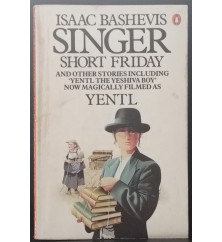 ISAAC BASHEVIS
SINGER
SHORT FRIDAY
AND OTHER STORIES INCLUDING
'YENTL THE YESHIVA BOY'
NOW MAGICALLY FILMED AS
YENTL